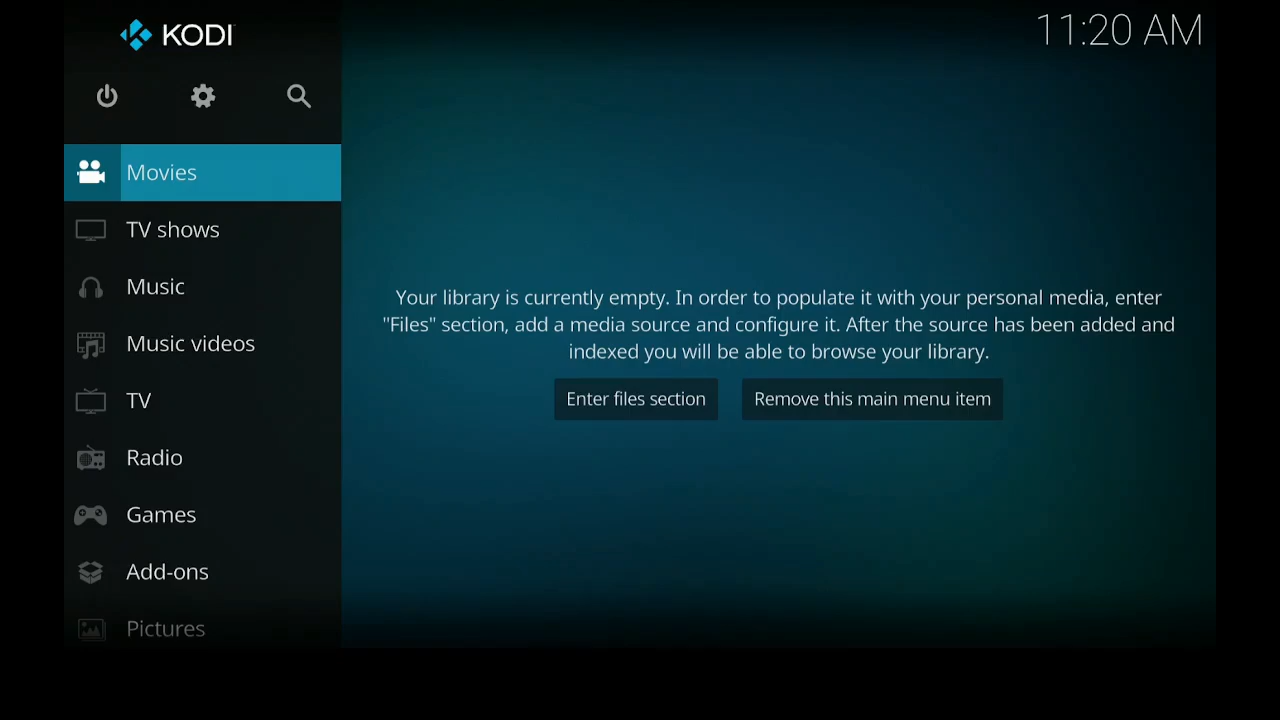 KODI
11:20 AM
Movies
TV shows
Music
Music videos
TV
Radio
Games
Add-ons
Pictures
Your library is currently empty. In order to populate it with your personal media, enter
"Files" section, add a media source and configure it. After the source has been added and
indexed you will be able to browse your library.
Enter files section
Remove this main menu item